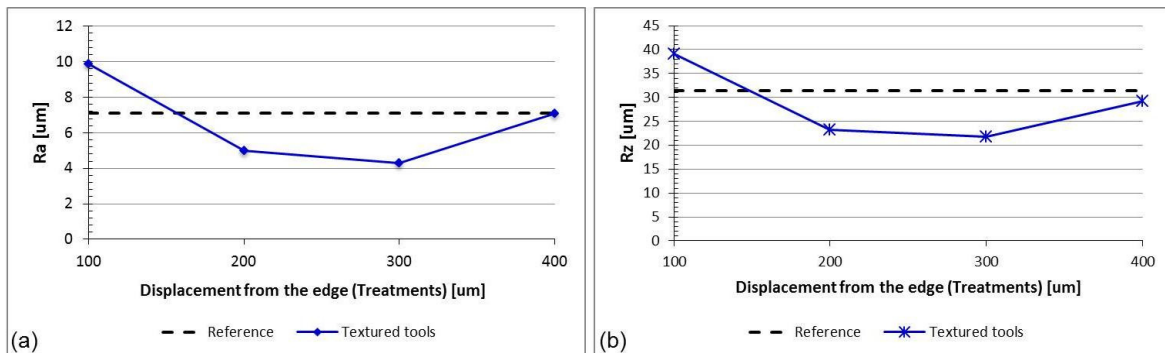 12
10
8
6
4
2
0
Ra [um]
100 200 300 400
Displacement from the edge (Treatments) [um]
(a)
Reference Textured tools
45
40
35
30
25
20
15
10
5
0
Rz [um]
100 200 300 400
Displacement from the edge (Treatments) [um]
(b)
Reference Textured tools